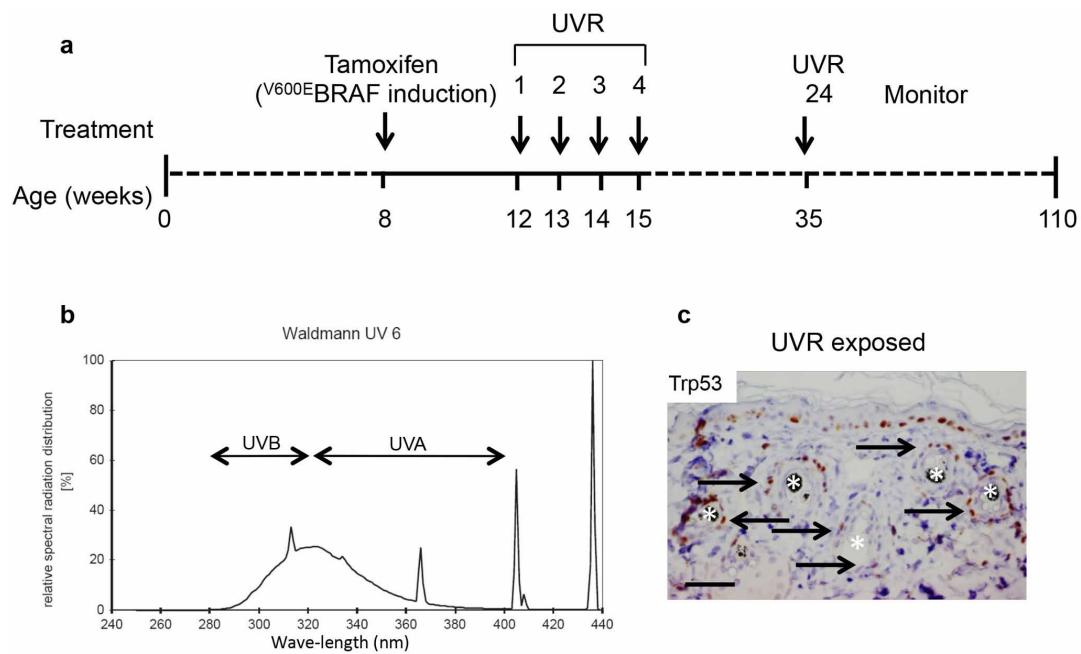 a
UVR
Tamoxifen
(V600EBRAF induction)
1 2 3 4
UVR
24
Monitor
Treatment
Age (weeks)
0 8 12 13 14 15 35 110
b
Waldmann UV 6
relative spectral radiation distribution
[%]
100
80
60
40
20
0
UVB
UVA
240 260 280 300 320 340 360 380 400 420 440
Wave-length (nm)
c
UVR exposed
Trp53
* * * * *